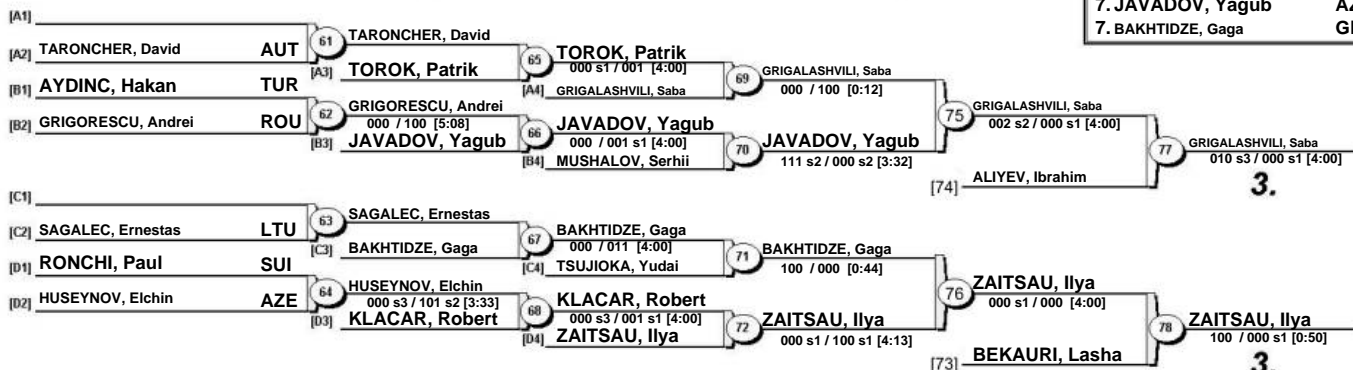 7. JAVADOV, Yagub
7. BAKHTIDZE, Gaga
[A1]
[A2] TARONCHER, David AUT
61 TARONCHER, David
[A3] TOROK, Patrik
65 TOROK, Patrik
000 s1 / 001 [4:00]
[A4] GRIGALASHVILI, Saba
69 GRIGALASHVILI, Saba
000 / 100 [0:12]
[B1] AYDINC, Hakan TUR
[B2] GRIGORESCU, Andrei ROU
62 GRIGORESCU, Andrei
000 / 100 [5:08]
[B3] JAVADOV, Yagub
66 JAVADOV, Yagub
000 / 001 s1 [4:00]
[B4] MUSHALOV, Serhii
70 JAVADOV, Yagub
111 s2 / 000 s2 [3:32]
75 GRIGALASHVILI, Saba
002 s2 / 000 s1 [4:00]
[74] ALIYEV, Ibrahim
77 GRIGALASHVILI, Saba
010 s3 / 000 s1 [4:00]
3.
[C1]
[C2] SAGALEC, Ernestas LTU
63 SAGALEC, Ernestas
[C3] BAKHTIDZE, Gaga
67 BAKHTIDZE, Gaga
000 / 011 [4:00]
[C4] TSUJIOKA, Yudai
71 BAKHTIDZE, Gaga
100 / 000 [0:44]
[D1] RONCHI, Paul SUI
[D2] HUSEYNOV, Elchin AZE
64 HUSEYNOV, Elchin
000 s3 / 101 s2 [3:33]
[D3] KLACAR, Robert
68 KLACAR, Robert
000 s3 / 001 s1 [4:00]
[D4] ZAITSAU, Ilya
72 ZAITSAU, Ilya
000 s1 / 100 s1 [4:13]
76 ZAITSAU, Ilya
000 s1 / 000 [4:00]
[73] BEKAURI, Lasha
78 ZAITSAU, Ilya
100 / 000 s1 [0:50]
3.